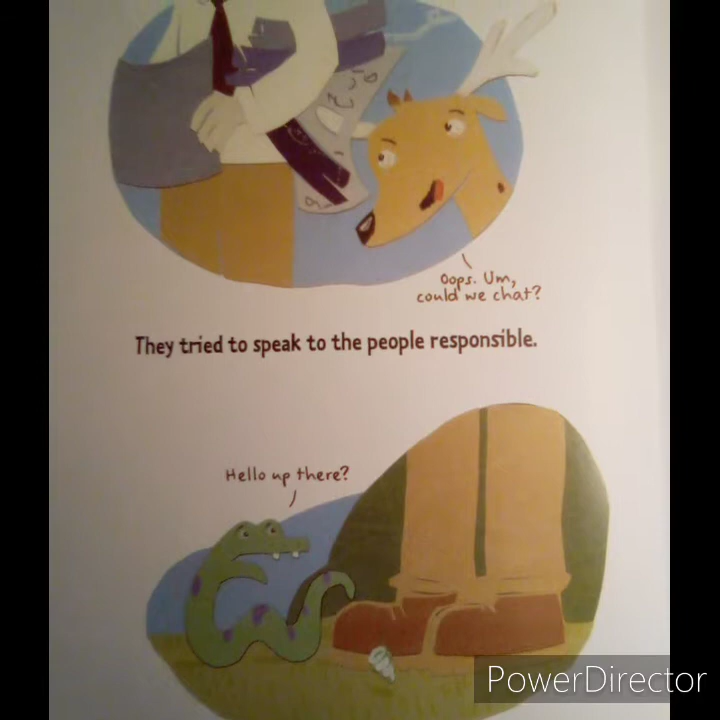 Oops. Um,
could we chat?
They tried to speak to the people responsible.
Hello up there?
PowerDirector